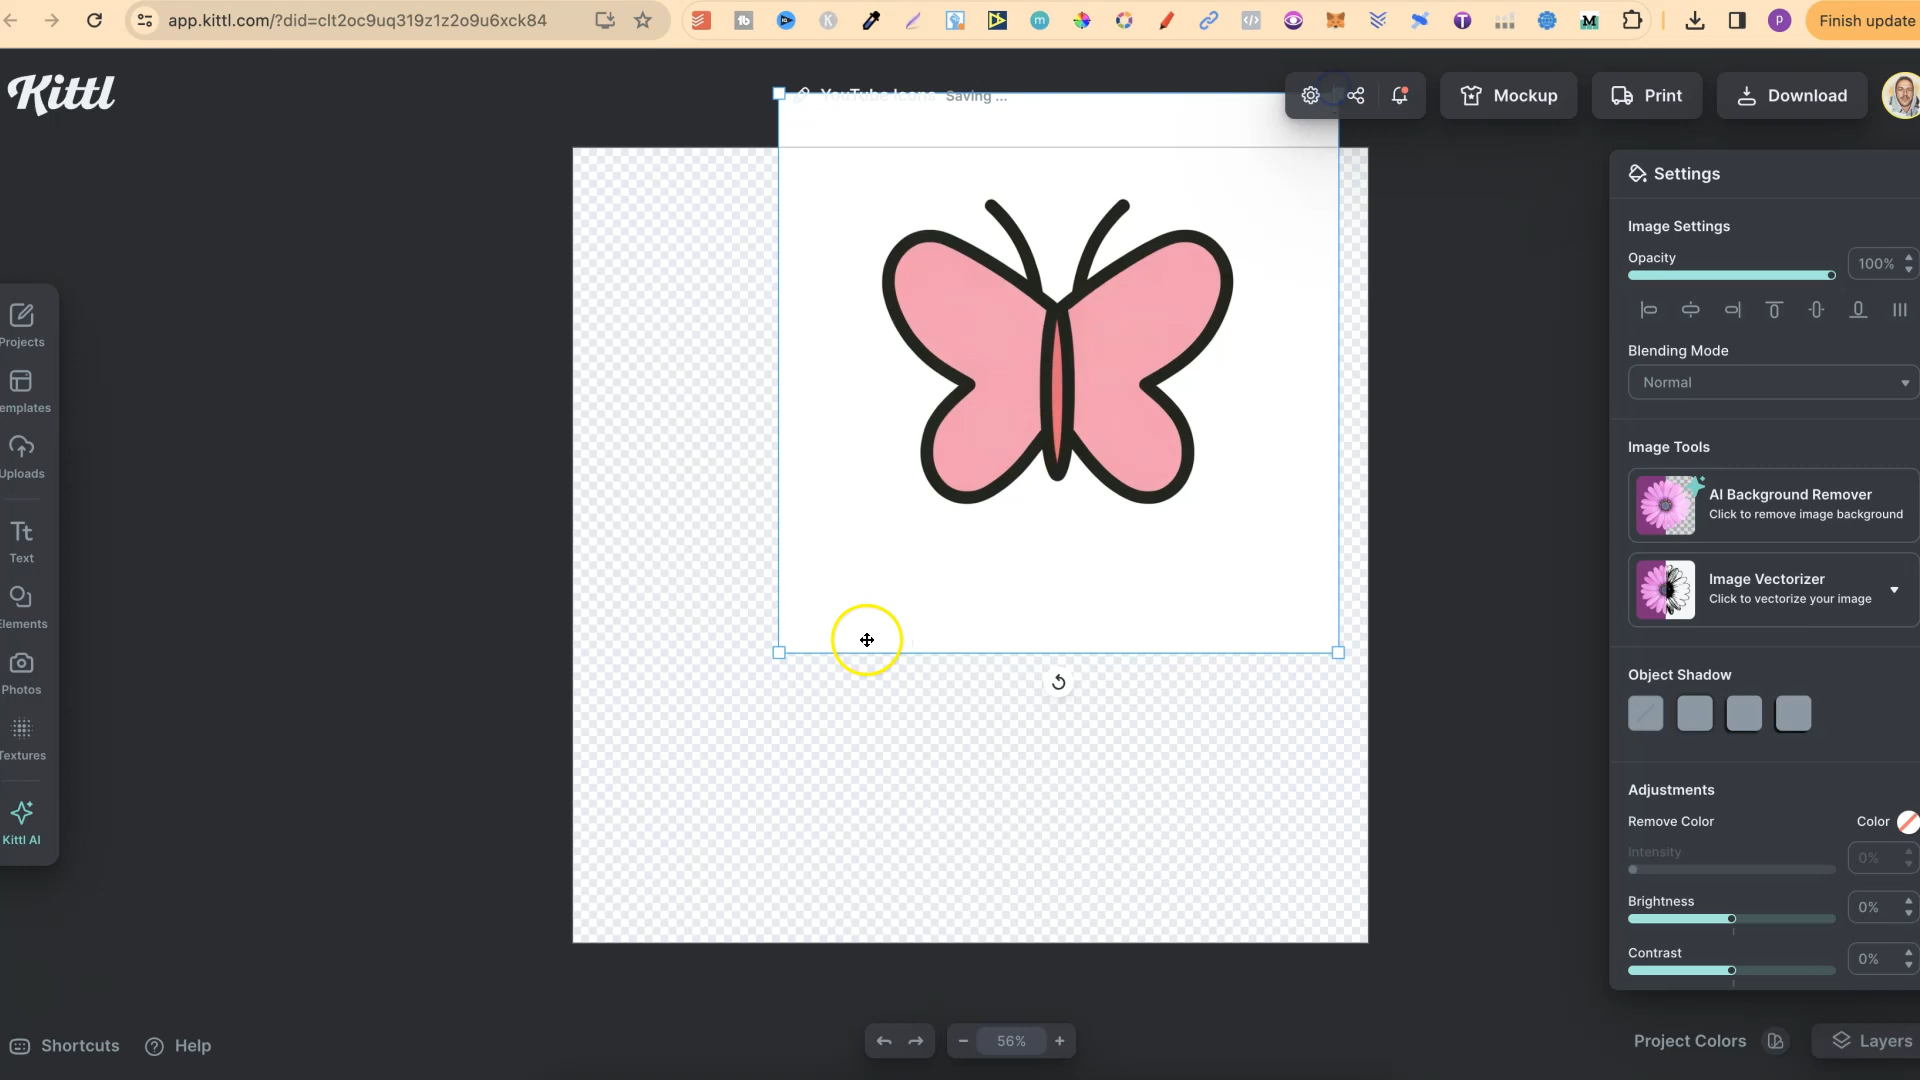 app.kittl.com/?did=clt2oc9uq319z1z2o9u6xck84
Finish update
Kittl
YouTube Icons Saving ...
Mockup
Print
Download
Settings
Image Settings
Opacity
100%
Blending Mode
Normal
Image Tools
AI Background Remover
Click to remove image background
Image Vectorizer
Click to vectorize your image
Object Shadow
Adjustments
Remove Color
Color
Intensity
0%
Brightness
0%
Contrast
0%
Projects
emplates
Uploads
Tt
Text
Elements
Photos
Textures
Kittl AI
Shortcuts
Help
56%
Project Colors
Layers